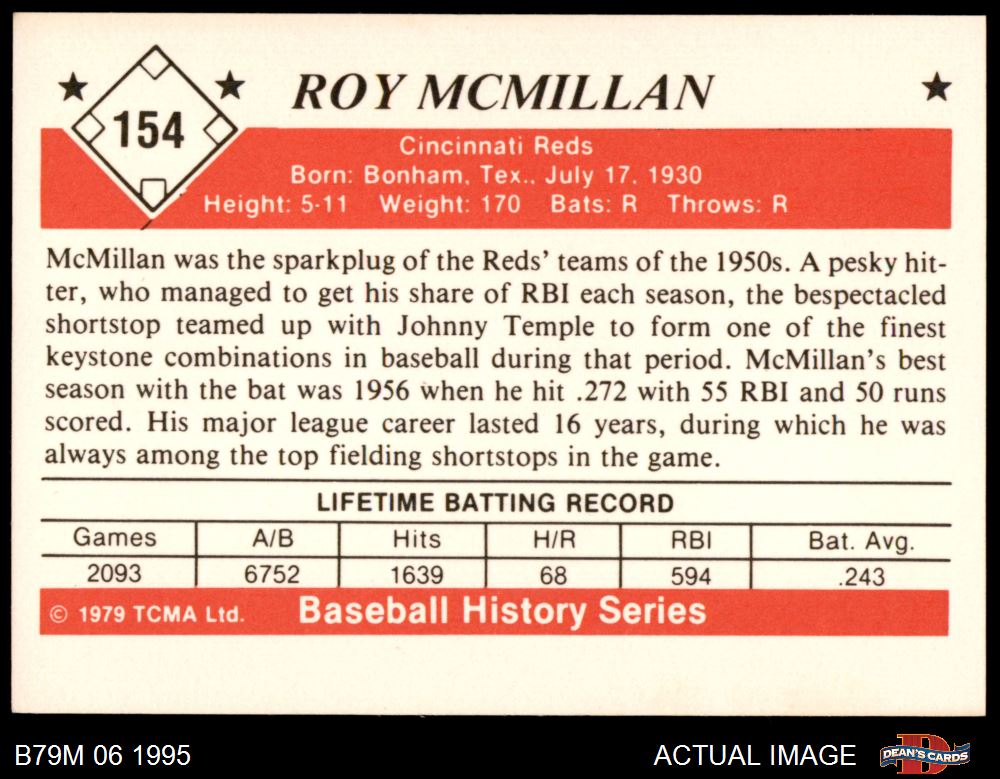 ROY MCMILLAN
154
Cincinnati Reds
Born: Bonham, Tex., July 17, 1930
Height: 5-11 Weight: 170 Bats: R Throws: R
McMillan was the sparkplug of the Reds' teams of the 1950s. A pesky hit-
ter, who managed to get his share of RBI each season, the bespectacled
shortstop teamed up with Johnny Temple to form one of the finest
keystone combinations in baseball during that period. McMillan's best
season with the bat was 1956 when he hit .272 with 55 RBI and 50 runs
scored. His major league career lasted 16 years, during which he was
always among the top fielding shortstops in the game.
LIFETIME BATTING RECORD
Games A/B Hits H/R RBI Bat. Avg.
2093 6752 1639 68 594 .243
© 1979 TCMA Ltd. Baseball History Series
B79M 06 1995 ACTUAL IMAGE DEAN'S CARDS